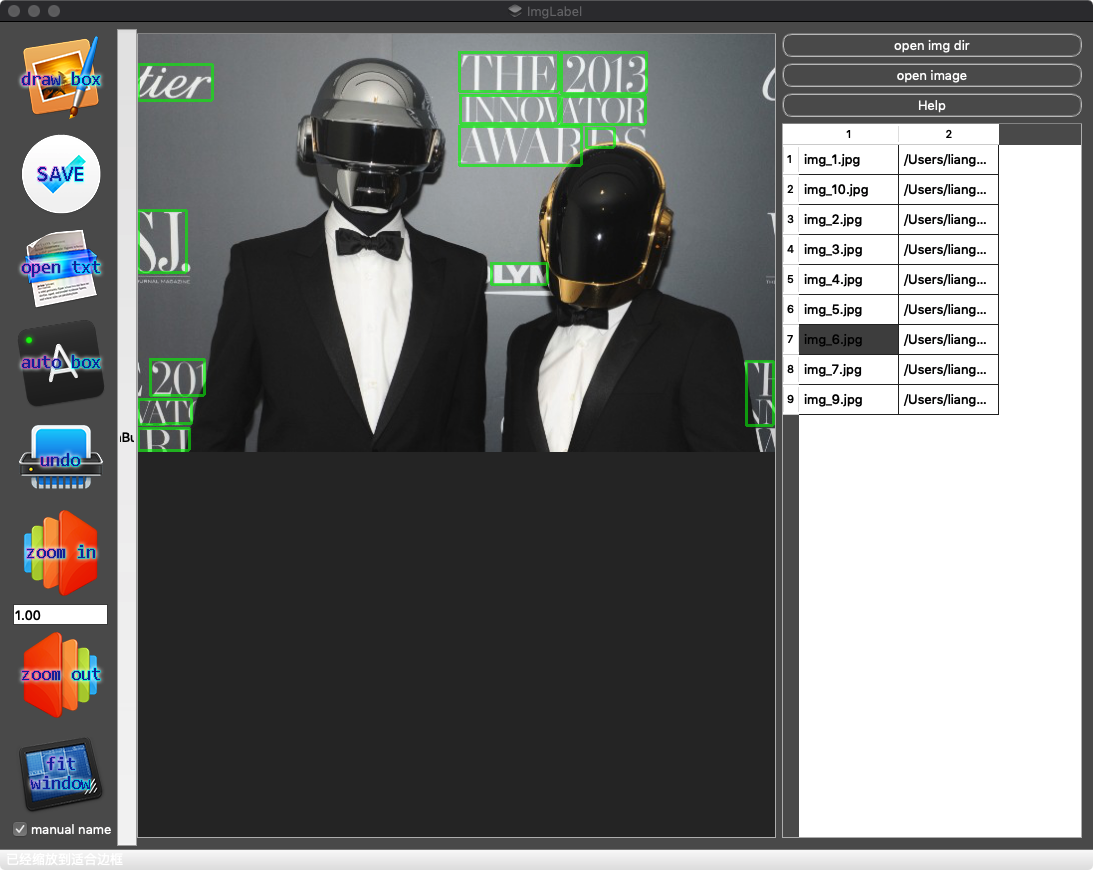 ImgLabel
draw box
SAVE
open txt
auto box
undo
zoom in
1.00
zoom out
fit
window
manual name
tier
THE 2013
INNOVATOR
AWARDS
SJ.
URNAL MAGAZINE
OLYM
E 201
VATO
open img dir
open image
Help
1 2
1 img_1.jpg /Users/liang...
2 img_10.jpg /Users/liang...
3 img_2.jpg /Users/liang...
4 img_3.jpg /Users/liang...
5 img_4.jpg /Users/liang...
6 img_5.jpg /Users/liang...
7 img_6.jpg /Users/liang...
8 img_7.jpg /Users/liang...
9 img_9.jpg /Users/liang...
已经缩放到适合边框